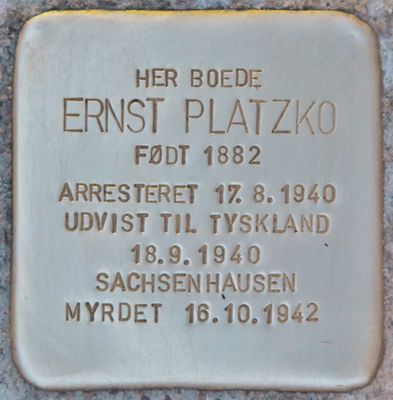 HER BOEDE
ERNST PLATZKO
FØDT 1882
ARRESTERET 17.8.1940
UDVIST TIL TYSKLAND
18.9.1940
SACHSENHAUSEN
MYRDET 16.10.1942